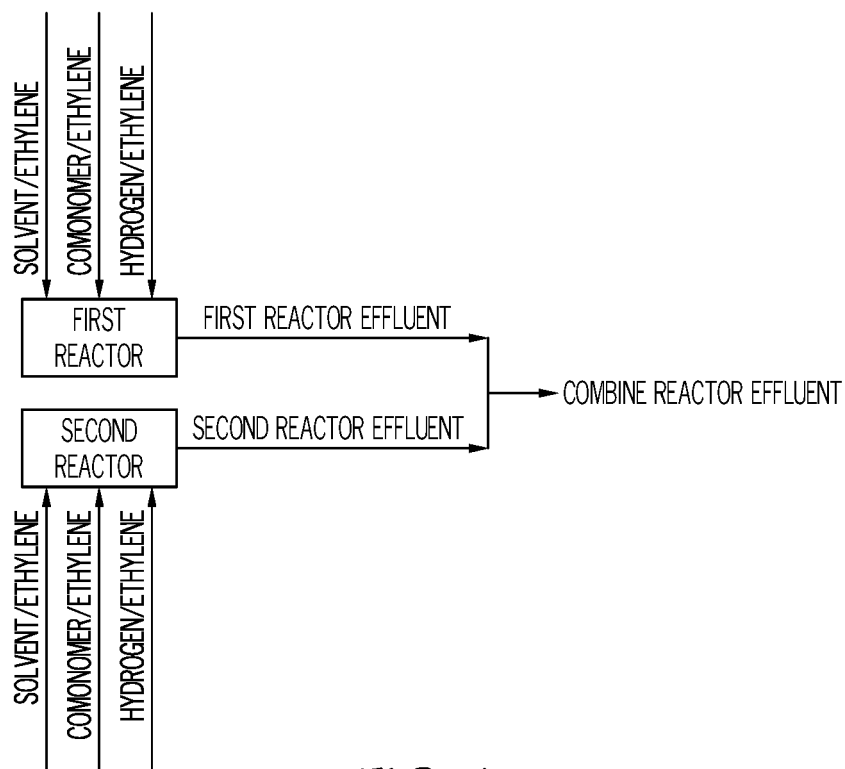 SOLVENT/ETHYLENE
COMONOMER/ETHYLENE
HYDROGEN/ETHYLENE
FIRST
REACTOR
FIRST REACTOR EFFLUENT
COMBINE REACTOR EFFLUENT
SECOND
REACTOR
SECOND REACTOR EFFLUENT
SOLVENT/ETHYLENE
COMONOMER/ETHYLENE
HYDROGEN/ETHYLENE